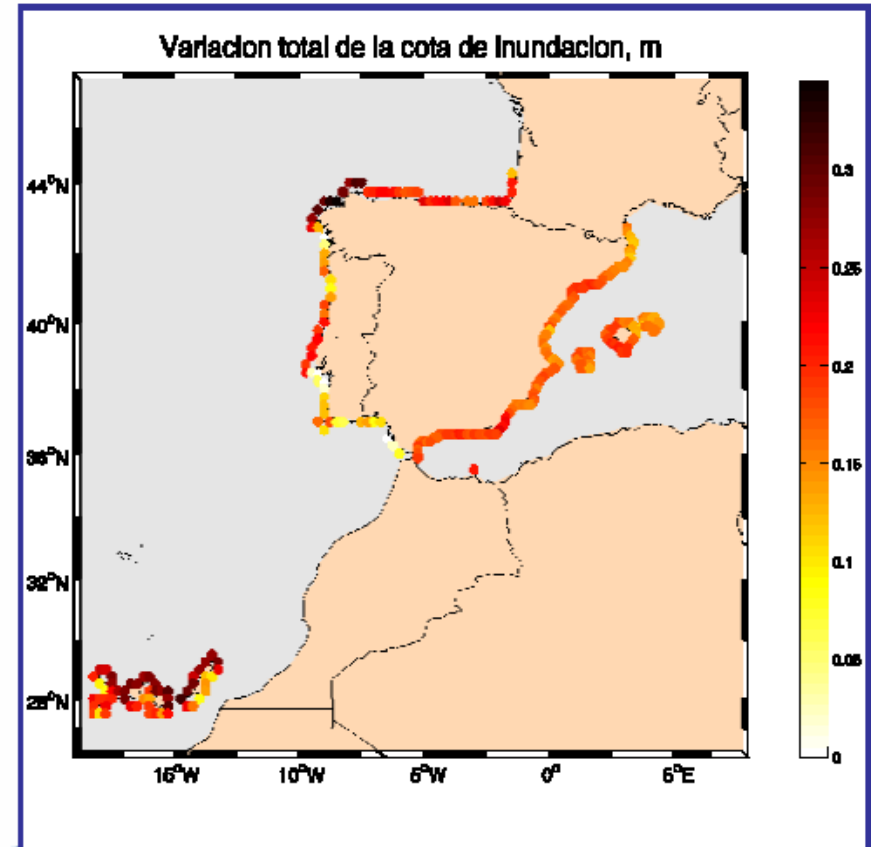 Variacion total de la cota de Inundacion, m
44°N
40°N
36°N
32°N
28°N
15°W
10°W
5°W
0°
5°E
0.3
0.25
0.2
0.15
0.1
0.05
0